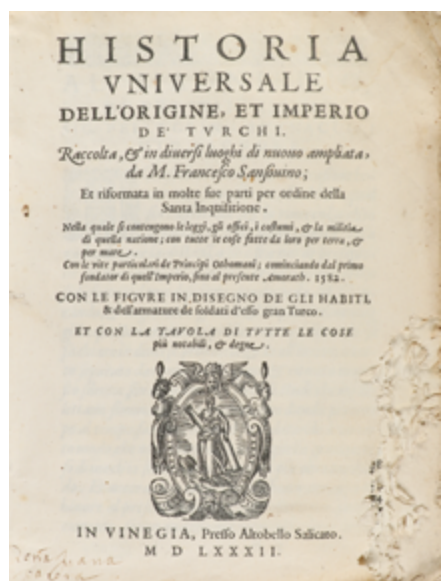 HISTORIA
VNIVERSALE
DELL'ORIGINE, ET IMPERIO
DE' TVRCHI.
Raccolta, & in diuersi luoghi di nuouo ampliata,
da M. Francesco Sansouino;
Et riformata in molte sue parti per ordine della
Santa Inquisitione.
Nella quale si contengono le leggi, gli offici, i costumi, & la militia
di quella natione; con tutte le cose fatte da loro per terra, &
per mare.
Con le vite particolari de Principi Othomani; cominciando dal primo
fondator di quell'Imperio, fino al presente Amorath. 1582.
CON LE FIGVRE IN DISEGNO DE GLI HABITI,
& dell'armature de soldati d'esso gran Turco.
ET CON LA TAVOLA DI TVTTE LE COSE
più notabili, & degne.
IN VINEGIA, Presso Altobello Salicato.
M D LXXXII.